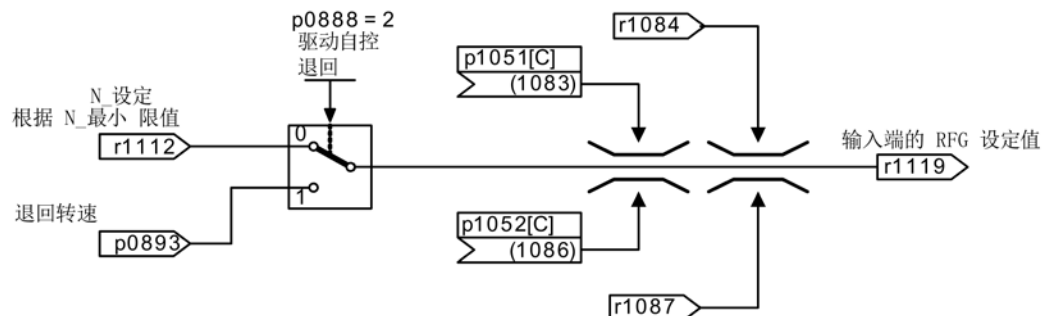 p0888 = 2
驱动自控
退回
r1084
p1051[C]
(1083)
N_设定
根据 N_最小 限值
r1112
0
1
输入端的 RFG 设定值
r1119
退回转速
p0893
p1052[C]
(1086)
r1087